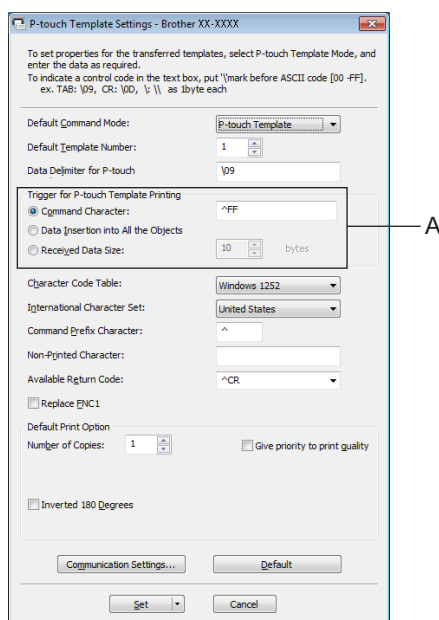 P-touch Template Settings - Brother XX-XXXX
To set properties for the transferred templates, select P-touch Template Mode, and
enter the data as required.
To indicate a control code in the text box, put '\'mark before ASCII code [00 -FF].
ex. TAB: \09, CR: \0D, \: \\ as 1byte
each
Default Command Mode: P-touch Template
Default Template Number: 1
Data Delimiter for P-touch \09
Trigger for P-touch Template Printing
Command Character: ^FF
A
Data Insertion into All the Objects
Received Data Size: 10 bytes
Character Code Table: Windows 1252
International Character Set: United States
Command Prefix Character: ^
Non-Printed Character:
Available Return Code: ^CR
Replace FNC1
Default Print Option
Number of Copies: 1 Give priority to print quality
Inverted 180 Degrees
Communication Settings... Default
Set Cancel